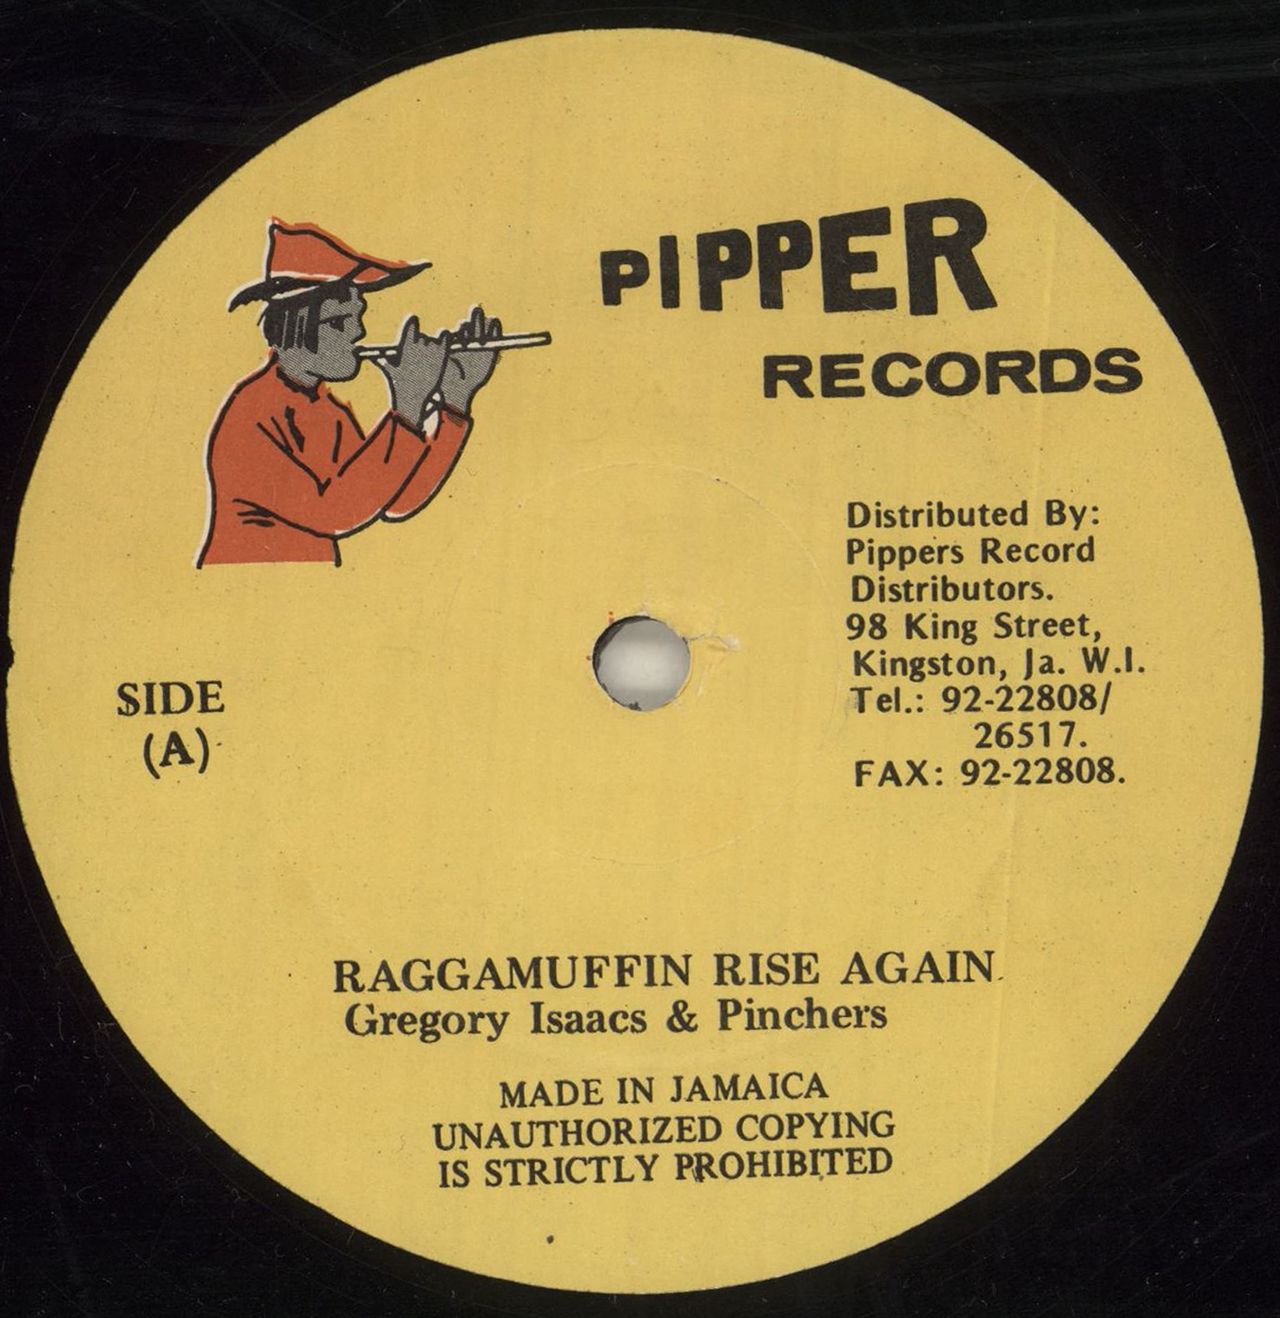 PIPPER
RECORDS
Distributed By:
Pippers Record
Distributors.
98 King Street,
Kingston, Ja. W.I.
Tel.: 92-22808/
26517.
FAX: 92-22808.
SIDE
(A)
RAGGAMUFFIN RISE AGAIN
Gregory Isaacs & Pinchers
MADE IN JAMAICA
UNAUTHORIZED COPYING
IS STRICTLY PROHIBITED